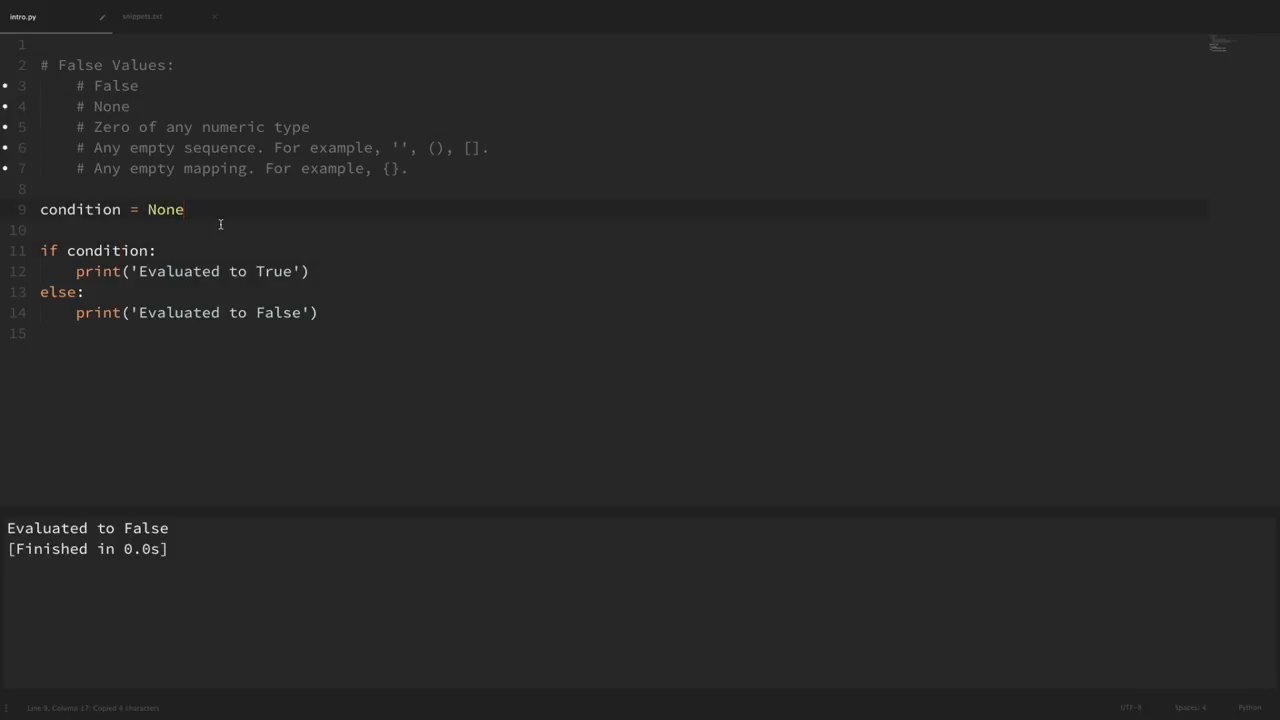 intro.py snippets.txt
1
2 # False Values:
3 # False
4 # None
5 # Zero of any numeric type
6 # Any empty sequence. For example, '', (), [].
7 # Any empty mapping. For example, {}.
8
9 condition = None
10
11 if condition:
12 print('Evaluated to True')
13 else:
14 print('Evaluated to False')
15
Evaluated to False
[Finished in 0.0s]
Line 9, Column 17: Copied 4 characters UTF-8 Spaces: 4 Python